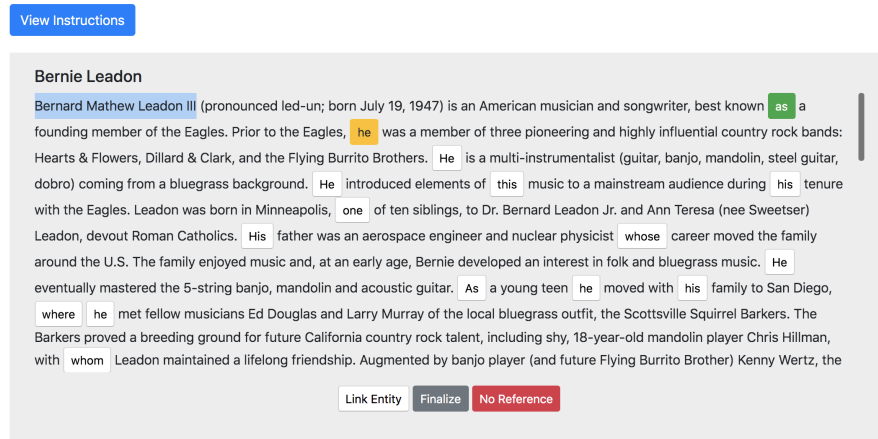 View Instructions
Bernie Leadon
Bernard Mathew Leadon III (pronounced led-un; born July 19, 1947) is an American musician and songwriter, best known as a
founding member of the Eagles. Prior to the Eagles, he was a member of three pioneering and highly influential country rock bands:
Hearts & Flowers, Dillard & Clark, and the Flying Burrito Brothers. He is a multi-instrumentalist (guitar, banjo, mandolin, steel guitar,
dobro) coming from a bluegrass background. He introduced elements of this music to a mainstream audience during his tenure
with the Eagles. Leadon was born in Minneapolis, one of ten siblings, to Dr. Bernard Leadon Jr. and Ann Teresa (nee Sweetser)
Leadon, devout Roman Catholics. His father was an aerospace engineer and nuclear physicist whose career moved the family
around the U.S. The family enjoyed music and, at an early age, Bernie developed an interest in folk and bluegrass music. He
eventually mastered the 5-string banjo, mandolin and acoustic guitar. As a young teen he moved with his family to San Diego,
where he met fellow musicians Ed Douglas and Larry Murray of the local bluegrass outfit, the Scottsville Squirrel Barkers. The
Barkers proved a breeding ground for future California country rock talent, including shy, 18-year-old mandolin player Chris Hillman,
with whom Leadon maintained a lifelong friendship. Augmented by banjo player (and future Flying Burrito Brother) Kenny Wertz, the
Link Entity Finalize No Reference